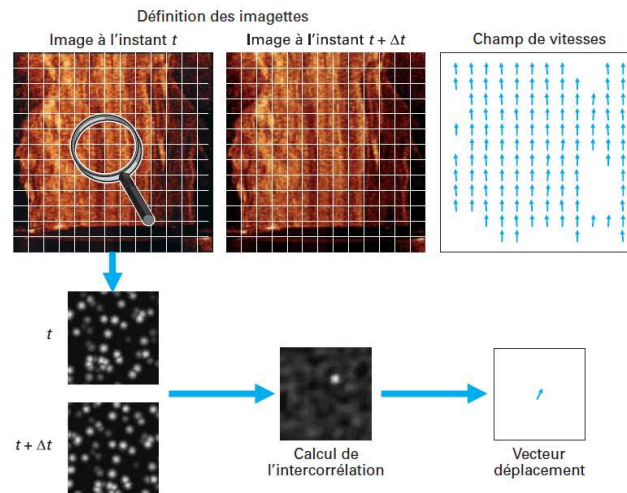 Définition des imagettes
Image à l'instant t
Image à l'instant t + Δt
Champ de vitesses
t
t + Δt
Calcul de
l'intercorrélation
Vecteur
déplacement